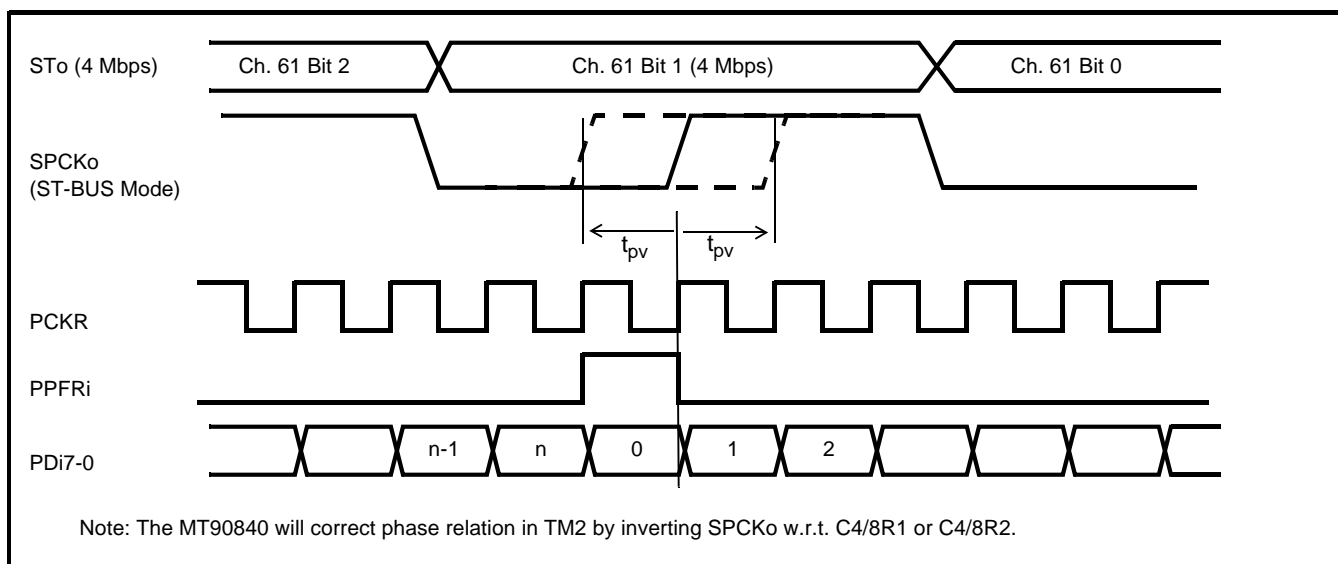 STo (4 Mbps)
Ch. 61 Bit 2
Ch. 61 Bit 1 (4 Mbps)
Ch. 61 Bit 0
SPCKo
(ST-BUS Mode)
tpv
tpv
PCKR
PPFRi
PDi7-0
n-1
n
0
1
2
Note: The MT90840 will correct phase relation in TM2 by inverting SPCKo w.r.t. C4/8R1 or C4/8R2.